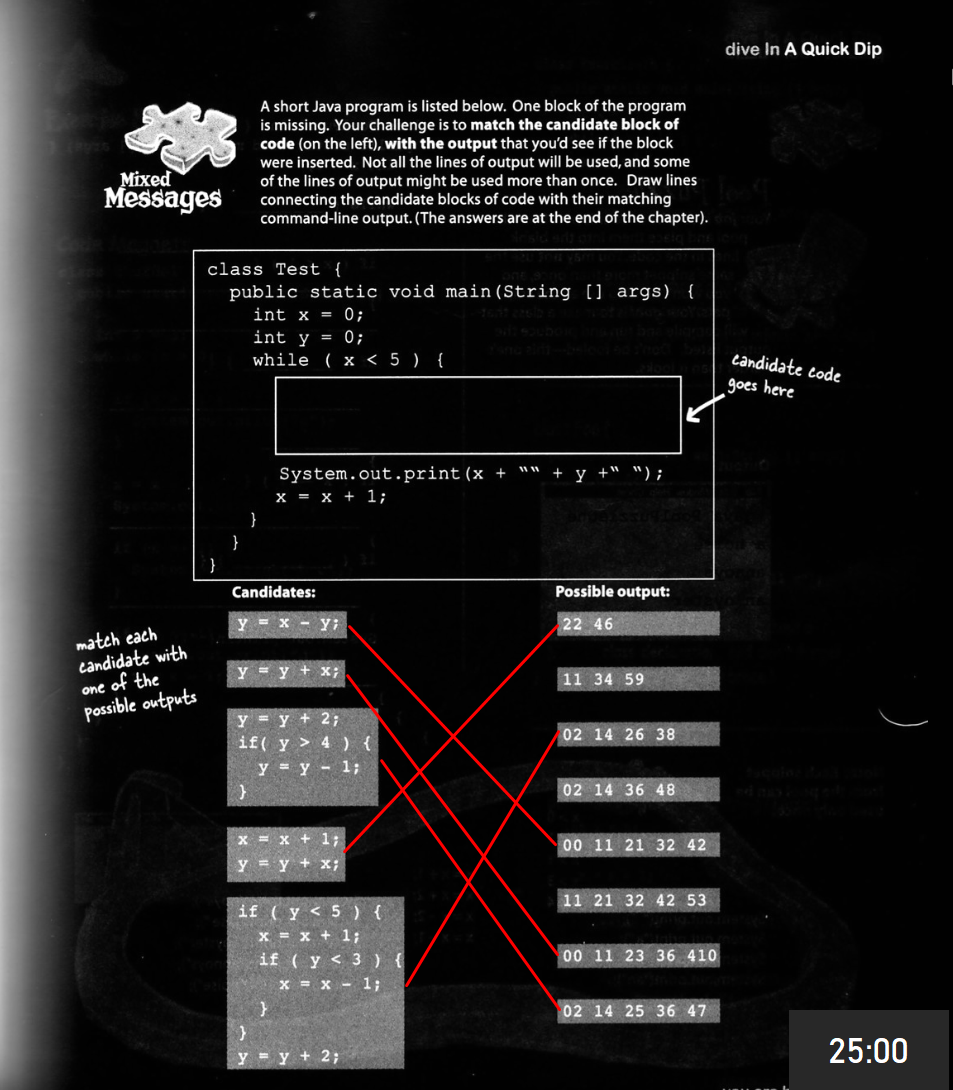 dive In A Quick Dip
Mixed
Messages
A short Java program is listed below. One block of the program
is missing. Your challenge is to match the candidate block of
code (on the left), with the output that you'd see if the block
were inserted. Not all the lines of output will be used, and some
of the lines of output might be used more than once. Draw lines
connecting the candidate blocks of code with their matching
command-line output. (The answers are at the end of the chapter).
class Test {
public static void main(String [] args) {
int x = 0;
int y = 0;
while ( x < 5 ) {
candidate code
goes here
System.out.print(x + "" + y +" ");
x = x + 1;
}
}
}
Candidates:
Possible output:
match each
candidate with
one of the
possible outputs
y = x - y;
y = y + x;
y = y + 2;
if( y > 4 ) {
y = y - 1;
}
x = x + 1;
y = y + x;
if ( y < 5 ) {
x = x + 1;
if ( y < 3 ) {
x = x - 1;
}
}
y = y + 2;
22 46
11 34 59
02 14 26 38
02 14 36 48
00 11 21 32 42
11 21 32 42 53
00 11 23 36 410
02 14 25 36 47
25:00